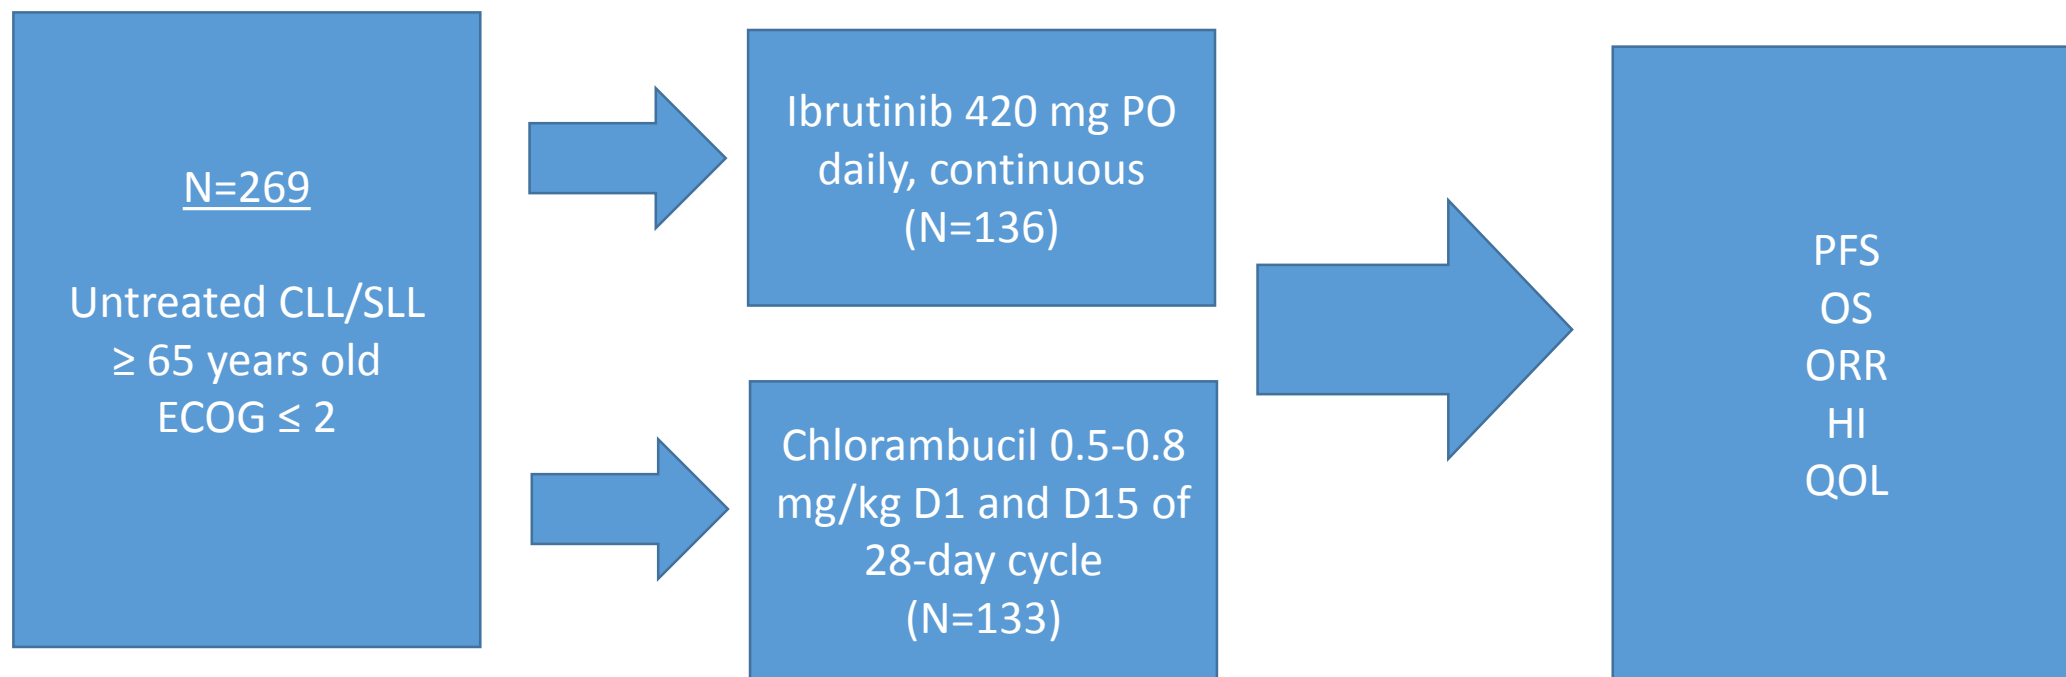 N=269
Untreated CLL/SLL
≥ 65 years old
ECOG ≤ 2
Ibrutinib 420 mg PO
daily, continuous
(N=136)
Chlorambucil 0.5-0.8
mg/kg D1 and D15 of
28-day cycle
(N=133)
PFS
OS
ORR
HI
QOL